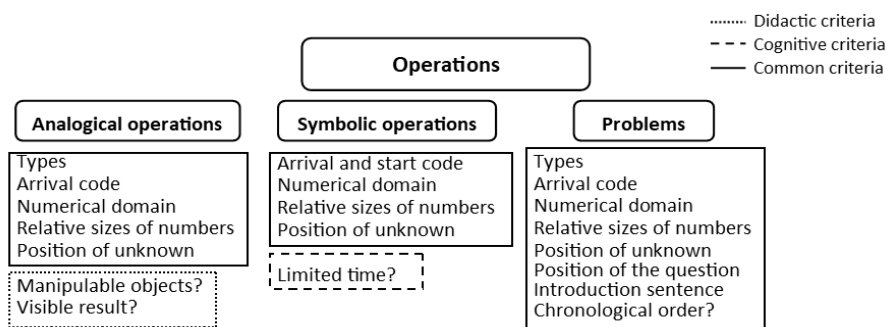 Didactic criteria
Cognitive criteria
Common criteria
Operations
Analogical operations
Types
Arrival code
Numerical domain
Relative sizes of numbers
Position of unknown
Manipulable objects?
Visible result?
Symbolic operations
Arrival and start code
Numerical domain
Relative sizes of numbers
Position of unknown
Limited time?
Problems
Types
Arrival code
Numerical domain
Relative sizes of numbers
Position of unknown
Position of the question
Introduction sentence
Chronological order?